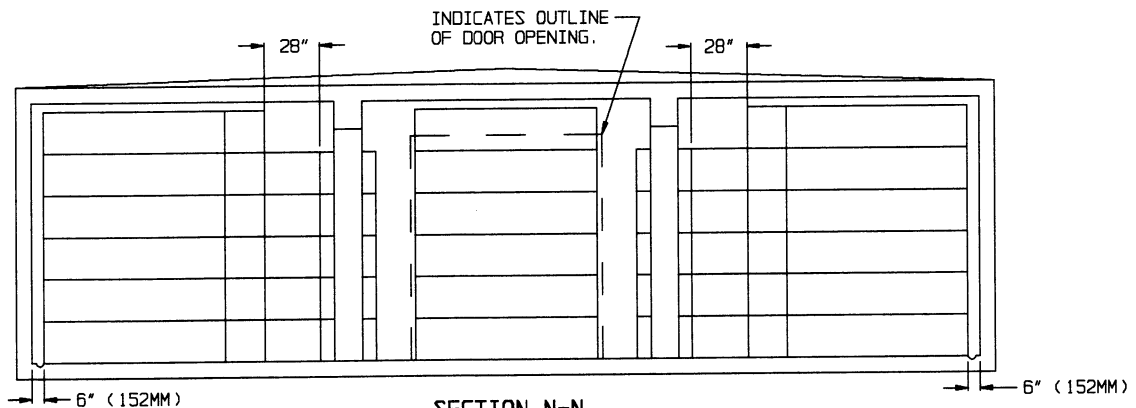 INDICATES OUTLINE
OF DOOR OPENING.
28"
28"
6" (152MM)
6" (152MM)
SECTION N-N